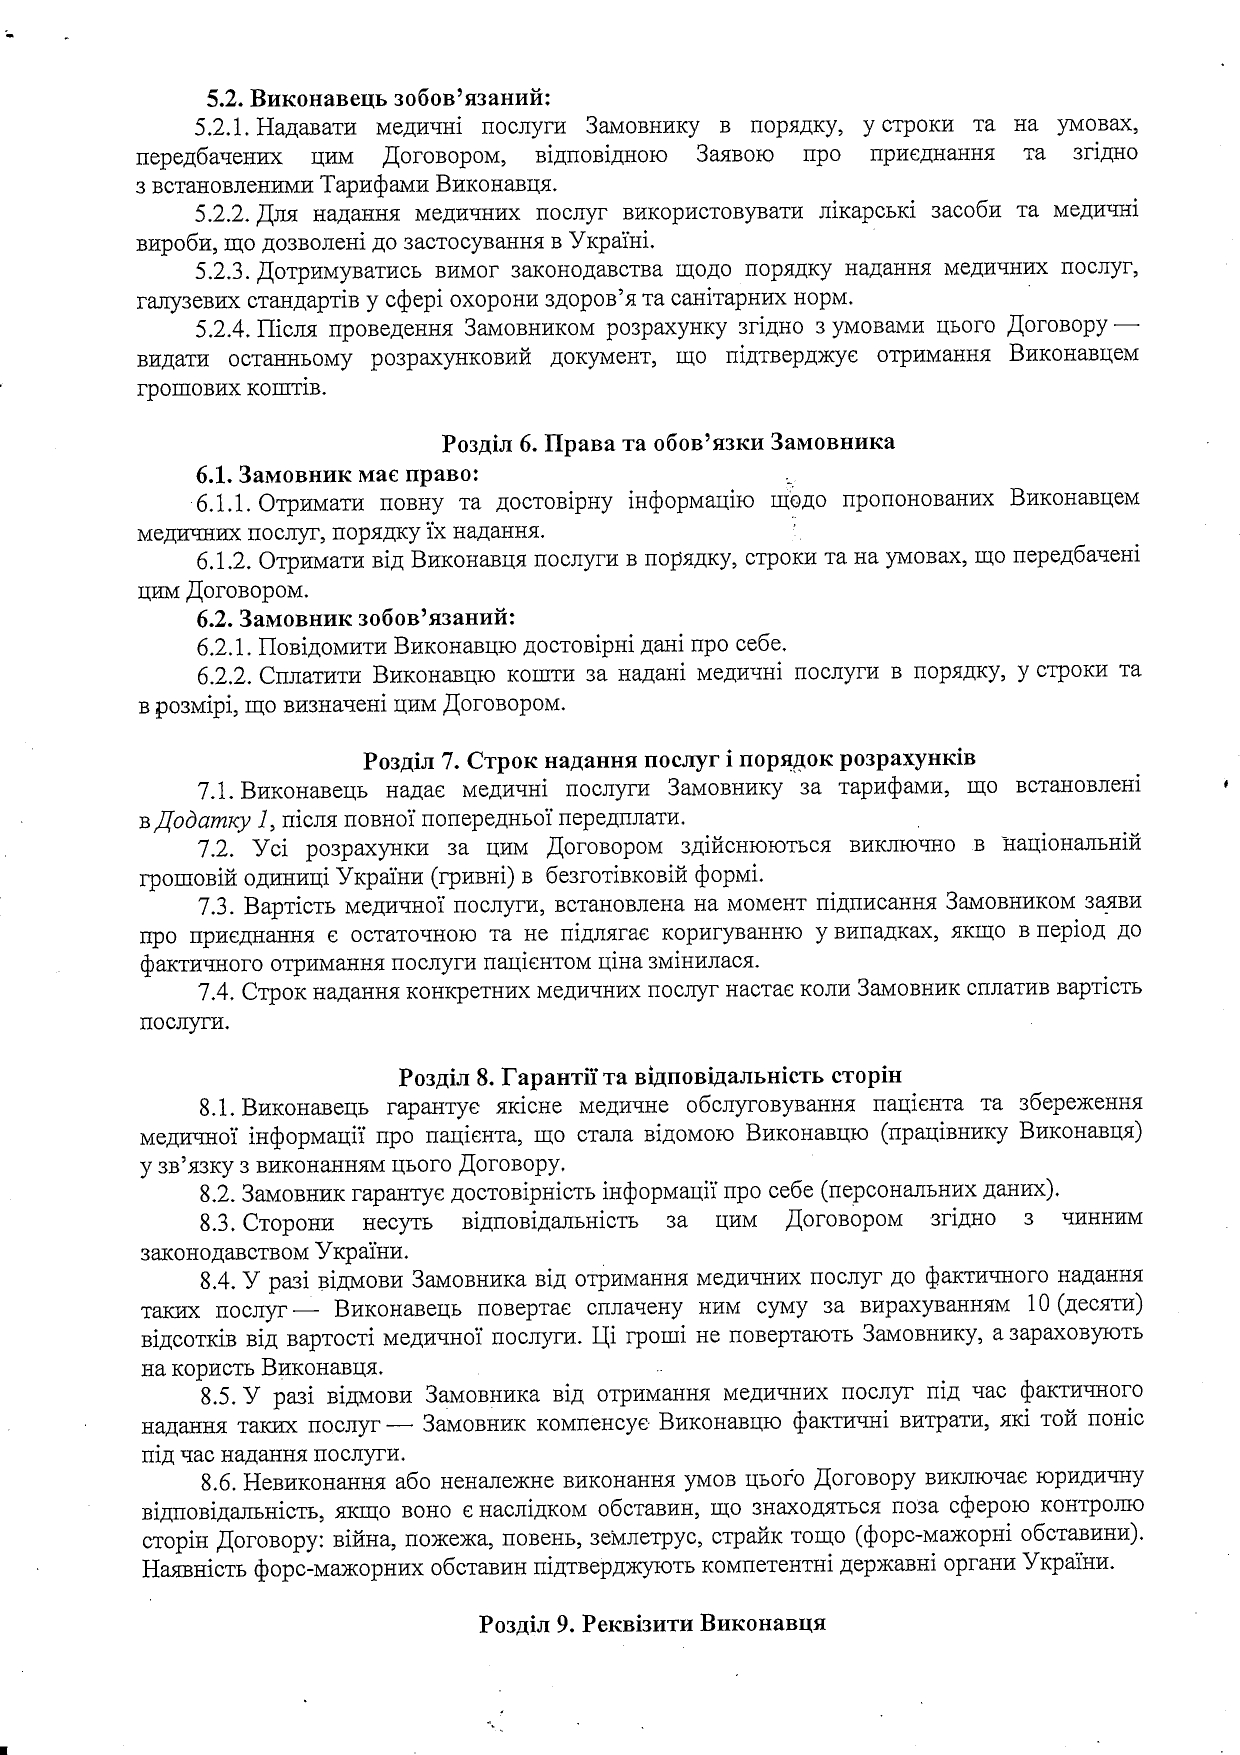 5.2. Виконавець зобов’язаний:
5.2.1. Надавати медичні послуги Замовнику в порядку, у строки та на умовах,
передбачених цим Договором, відповідною Заявою про приєднання та згідно
з встановленими Тарифами Виконавця.
5.2.2. Для надання медичних послуг використовувати лікарські засоби та медичні
вироби, що дозволені до застосування в Україні.
5.2.3. Дотримуватись вимог законодавства щодо порядку надання медичних послуг,
галузевих стандартів у сфері охорони здоров’я та санітарних норм.
5.2.4. Після проведення Замовником розрахунку згідно з умовами цього Договору —
видати останньому розрахунковий документ, що підтверджує отримання Виконавцем
грошових коштів.
Розділ 6. Права та обов’язки Замовника
6.1. Замовник має право:
6.1.1. Отримати повну та достовірну інформацію щодо пропонованих Виконавцем
медичних послуг, порядку їх надання.
6.1.2. Отримати від Виконавця послуги в порядку, строки та на умовах, що передбачені
цим Договором.
6.2. Замовник зобов’язаний:
6.2.1. Повідомити Виконавцю достовірні дані про себе.
6.2.2. Сплатити Виконавцю кошти за надані медичні послуги в порядку, у строки та
в розмірі, що визначені цим Договором.
Розділ 7. Строк надання послуг і порядок розрахунків
7.1. Виконавець надає медичні послуги Замовнику за тарифами, що встановлені
в Додатку 1, після повної попередньої передплати.
7.2. Усі розрахунки за цим Договором здійснюються виключно в національній
грошовій одиниці України (гривні) в безготівковій формі.
7.3. Вартість медичної послуги, встановлена на момент підписання Замовником заяви
про приєднання є остаточною та не підлягає коригуванню у випадках, якщо в період до
фактичного отримання послуги пацієнтом ціна змінилася.
7.4. Строк надання конкретних медичних послуг настає коли Замовник сплатив вартість
послуги.
Розділ 8. Гарантії та відповідальність сторін
8.1. Виконавець гарантує якісне медичне обслуговування пацієнта та збереження
медичної інформації про пацієнта, що стала відомою Виконавцю (працівнику Виконавця)
у зв’язку з виконанням цього Договору.
8.2. Замовник гарантує достовірність інформації про себе (персональних даних).
8.3. Сторони несуть відповідальність за цим Договором згідно з чинним
законодавством України.
8.4. У разі відмови Замовника від отримання медичних послуг до фактичного надання
таких послуг — Виконавець повертає сплачену ним суму за вирахуванням 10 (десяти)
відсотків від вартості медичної послуги. Ці гроші не повертають Замовнику, а зараховують
на користь Виконавця.
8.5. У разі відмови Замовника від отримання медичних послуг під час фактичного
надання таких послуг — Замовник компенсує Виконавцю фактичні витрати, які той поніс
під час надання послуги.
8.6. Невиконання або неналежне виконання умов цього Договору виключає юридичну
відповідальність, якщо воно є наслідком обставин, що знаходяться поза сферою контролю
сторін Договору: війна, пожежа, повень, землетрус, страйк тощо (форс-мажорні обставини).
Наявність форс-мажорних обставин підтверджують компетентні державні органи України.
Розділ 9. Реквізити Виконавця